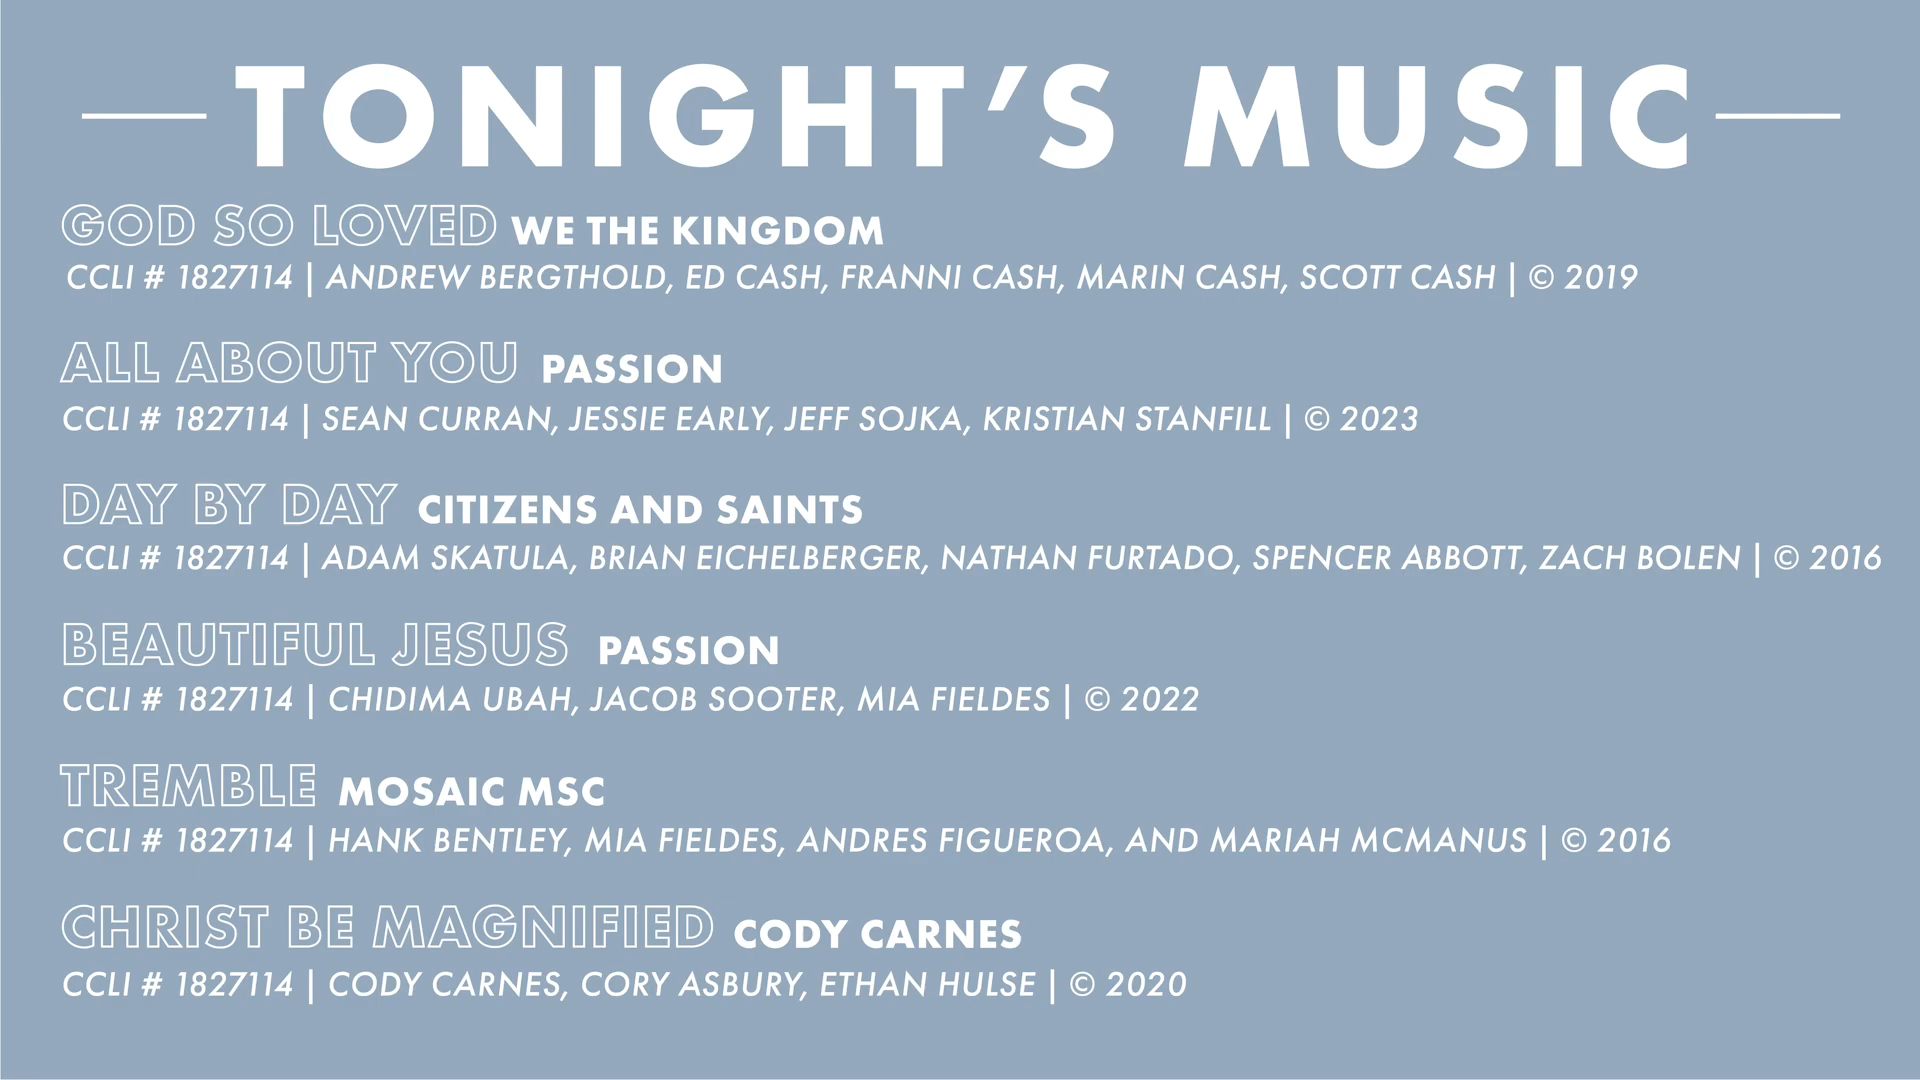 TONIGHT'S MUSIC
GOD SO LOVED WE THE KINGDOM
CCLI # 1827114 | ANDREW BERGTHOLD, ED CASH, FRANNI CASH, MARIN CASH, SCOTT CASH | © 2019
ALL ABOUT YOU PASSION
CCLI # 1827114 | SEAN CURRAN, JESSIE EARLY, JEFF SOJKA, KRISTIAN STANFILL | © 2023
DAY BY DAY CITIZENS AND SAINTS
CCLI # 1827114 | ADAM SKATULA, BRIAN EICHELBERGER, NATHAN FURTADO, SPENCER ABBOTT, ZACH BOLEN | © 2016
BEAUTIFUL JESUS PASSION
CCLI # 1827114 | CHIDIMA UBAH, JACOB SOOTER, MIA FIELDES | © 2022
TREMBLE MOSAIC MSC
CCLI # 1827114 | HANK BENTLEY, MIA FIELDES, ANDRES FIGUEROA, AND MARIAH MCMANUS | © 2016
CHRIST BE MAGNIFIED CODY CARNES
CCLI # 1827114 | CODY CARNES, CORY ASBURY, ETHAN HULSE | © 2020